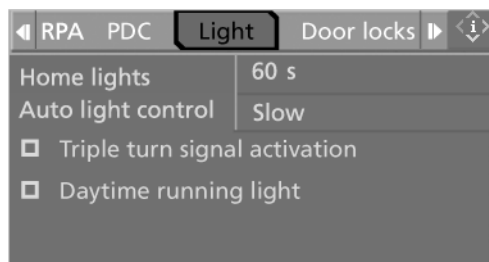 RPA PDC Light Door locks i
Home lights 60 s
Auto light control Slow
Triple turn signal activation
Daytime running light